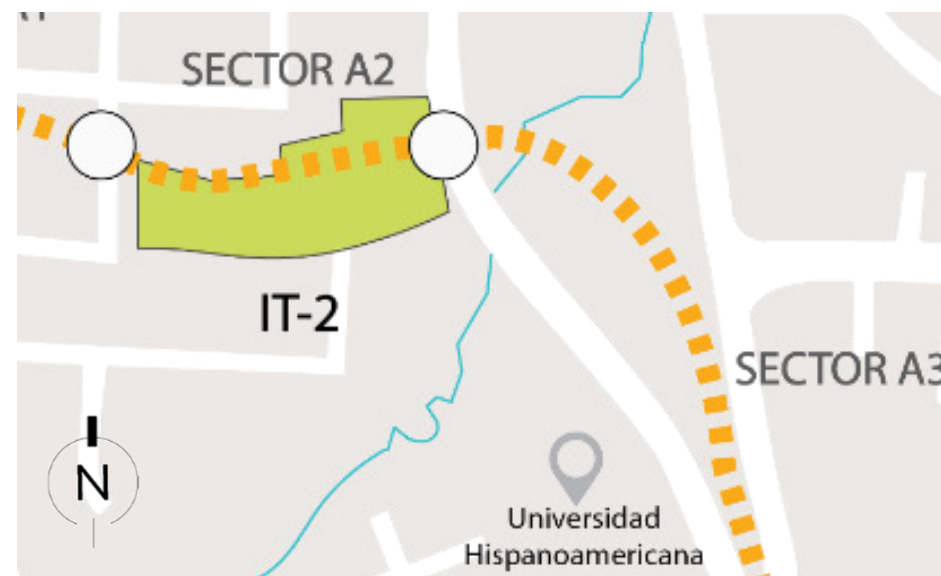 SECTOR A2
IT-2
SECTOR A3
N
Universidad
Hispanoamericana